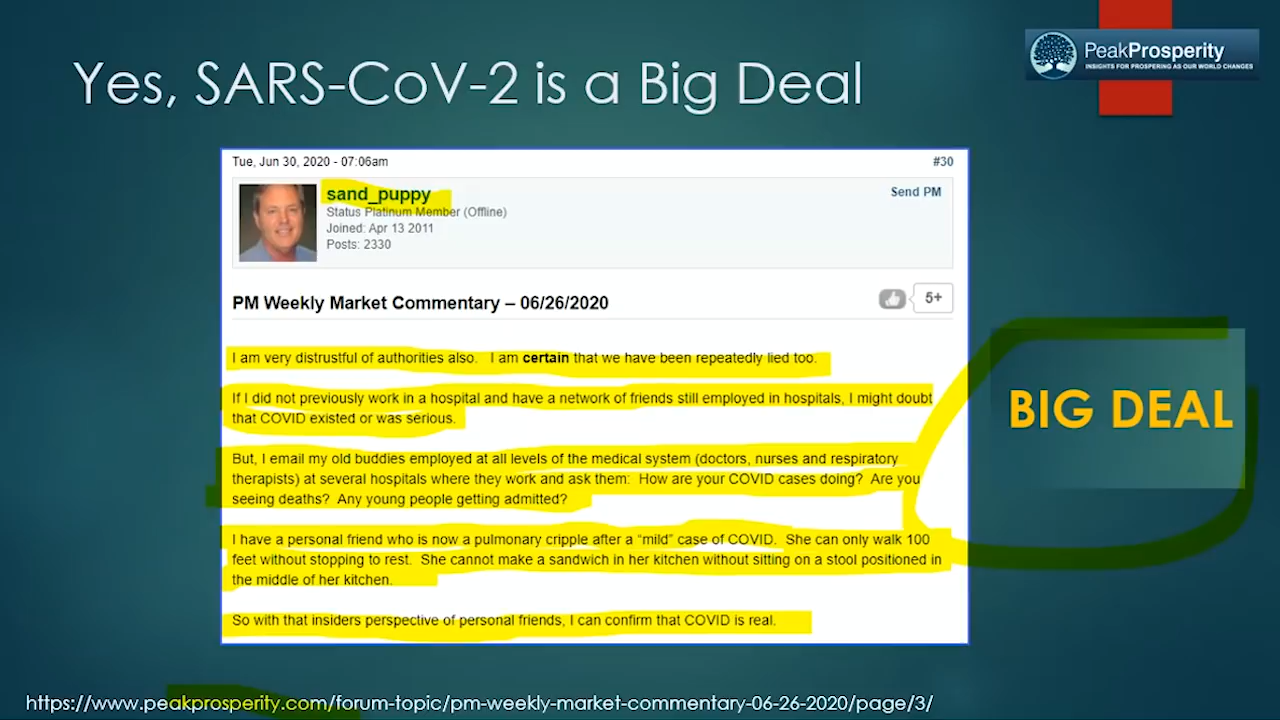 Yes, SARS-CoV-2 is a Big Deal
PeakProsperity
INSIGHTS FOR PROSPERING AS OUR WORLD CHANGES
Tue, Jun 30, 2020 - 07:06am
#30
sand_puppy
Send PM
Status Platinum Member (Offline)
Joined: Apr 13 2011
Posts: 2330
PM Weekly Market Commentary – 06/26/2020
5+
I am very distrustful of authorities also.   I am certain that we have been repeatedly lied too.
If I did not previously work in a hospital and have a network of friends still employed in hospitals, I might doubt
that COVID existed or was serious.
But, I email my old buddies employed at all levels of the medical system (doctors, nurses and respiratory
therapists) at several hospitals where they work and ask them:  How are your COVID cases doing?  Are you
seeing deaths?  Any young people getting admitted?
I have a personal friend who is now a pulmonary cripple after a “mild” case of COVID.  She can only walk 100
feet without stopping to rest.  She cannot make a sandwich in her kitchen without sitting on a stool positioned in
the middle of her kitchen.
So with that insiders perspective of personal friends, I can confirm that COVID is real.
BIG DEAL
https://www.peakprosperity.com/forum-topic/pm-weekly-market-commentary-06-26-2020/page/3/